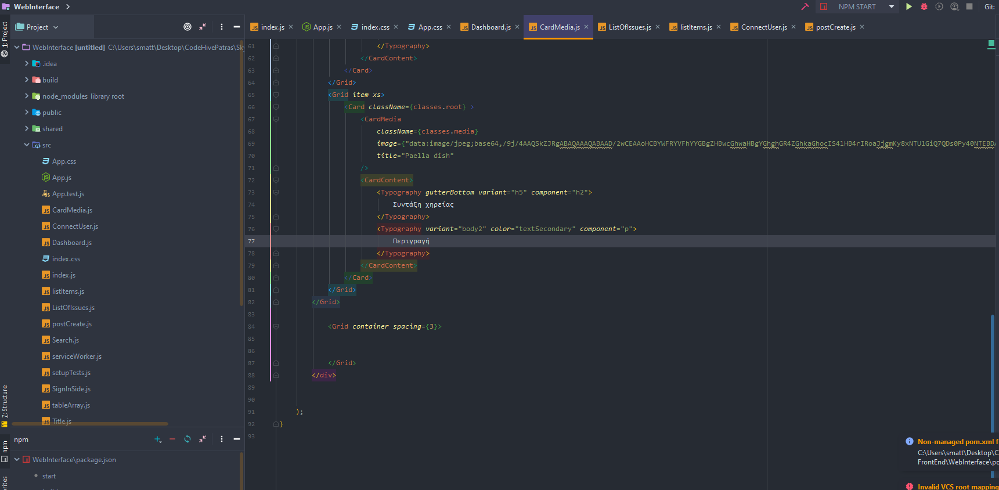 WebInterface
NPM START
Git:
1: Project
Project
index.js
App.js
index.css
App.css
Dashboard.js
CardMedia.js
ListOfIssues.js
listItems.js
ConnectUser.js
postCreate.js
WebInterface [untitled] C:\Users\smatt\Desktop\CodeHivePatras\Sk
.idea
build
node_modules library root
public
shared
src
App.css
App.js
App.test.js
CardMedia.js
ConnectUser.js
Dashboard.js
index.css
index.js
listItems.js
ListOfIssues.js
postCreate.js
Search.js
serviceWorker.js
setupTests.js
SignInSide.js
tableArray.js
Title.js
7: Structure
npm
npm
WebInterface\package.json
start
61 </Typography>
62 </CardContent>
63 </Card>
64 </Grid>
65 <Grid item xs>
66 <Card className={classes.root} >
67 <CardMedia
68 className={classes.media}
69 image={"data:image/jpeg;base64,/9j/4AAQSkZJRgABAQAAAQABAAD/2wCEAAoHCBYWFRYVFhYYGBgZHBwcGhwaHBgYGhghGR4ZGhkaGhocIS4lHB4rIRoaJjgmKy8xNTU1GiQ7QDs0Py40NTEBDA
70 title="Paella dish"
71 />
72 <CardContent>
73 <Typography gutterBottom variant="h5" component="h2">
74 Συντάξη χηρείας
75 </Typography>
76 <Typography variant="body2" color="textSecondary" component="p">
77 Περιγραγή
78 </Typography>
79 </CardContent>
80 </Card>
81 </Grid>
82 </Grid>
83
84 <Grid container spacing={3}>
85
86
87 </Grid>
88 </div>
89
90
91 );
92 }
93
Non-managed pom.xml f
C:\Users\smatt\Desktop\C
FrontEnd\WebInterface\po
Invalid VCS root mapping